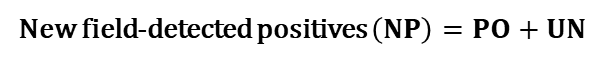 New field-detected positives (NP) = PO + UN